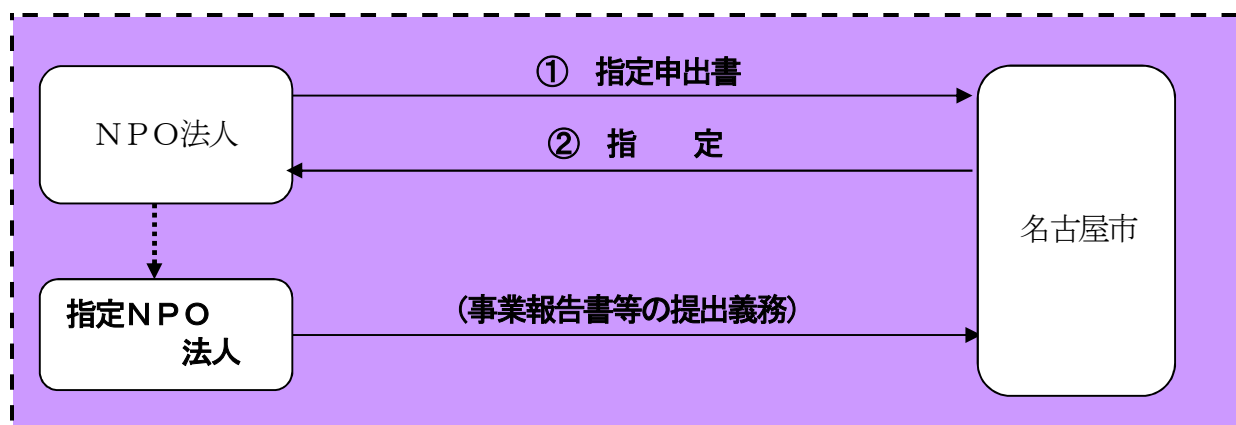 ① 指定申出書
ＮＰＯ法人
② 指　　定
名古屋市
指定ＮＰＯ
法人
（事業報告書等の提出義務）